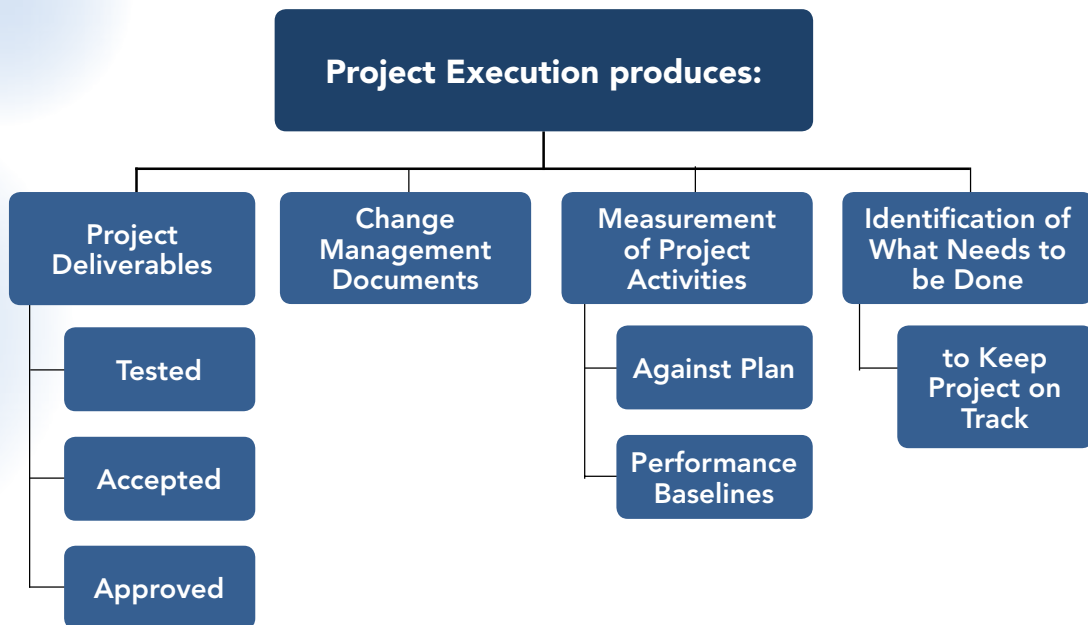 Project Execution produces:
Project
Deliverables
Tested
Accepted
Approved
Change
Management
Documents
Measurement
of Project
Activities
Against Plan
Performance
Baselines
Identification of
What Needs to
be Done
to Keep
Project on
Track